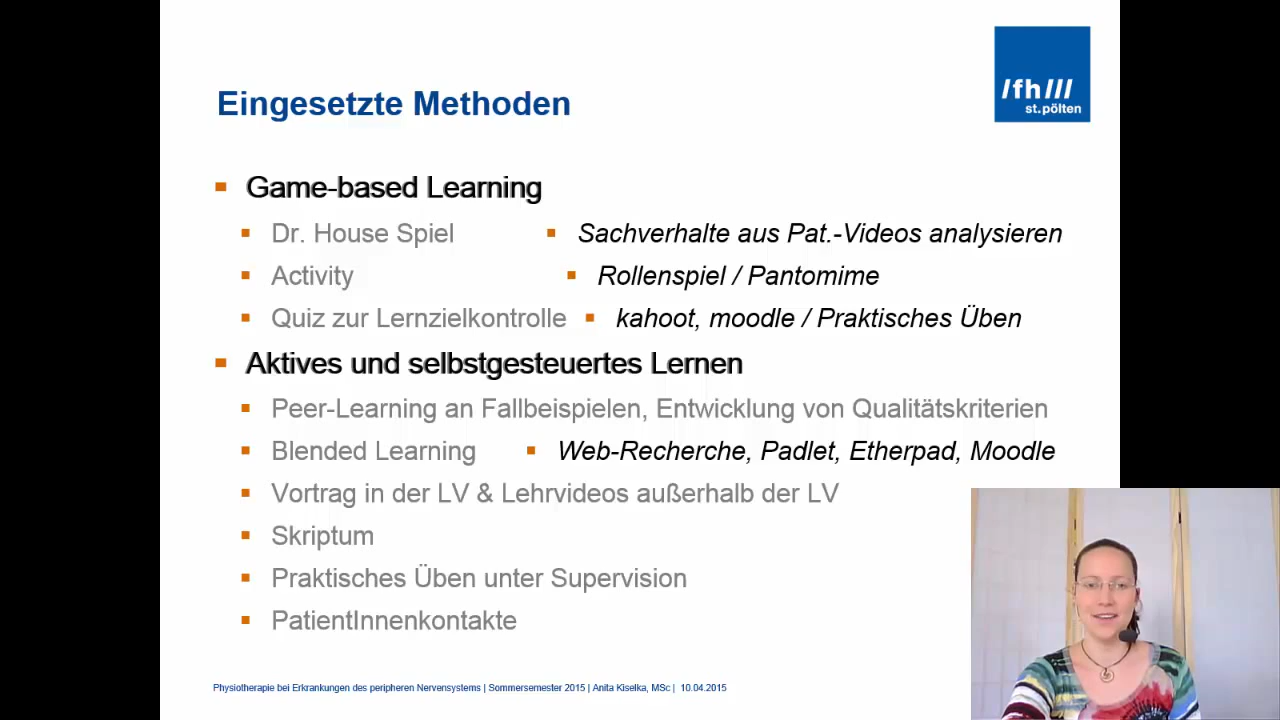 /fh///
st.pölten
Eingesetzte Methoden
Game-based Learning
Dr. House Spiel Sachverhalte aus Pat.-Videos analysieren
Activity Rollenspiel / Pantomime
Quiz zur Lernzielkontrolle kahoot, moodle / Praktisches Üben
Aktives und selbstgesteuertes Lernen
Peer-Learning an Fallbeispielen, Entwicklung von Qualitätskriterien
Blended Learning Web-Recherche, Padlet, Etherpad, Moodle
Vortrag in der LV & Lehrvideos außerhalb der LV
Skriptum
Praktisches Üben unter Supervision
PatientInnenkontakte
Physiotherapie bei Erkrankungen des peripheren Nervensystems | Sommersemester 2015 | Anita Kiselka, MSc | 10.04.2015